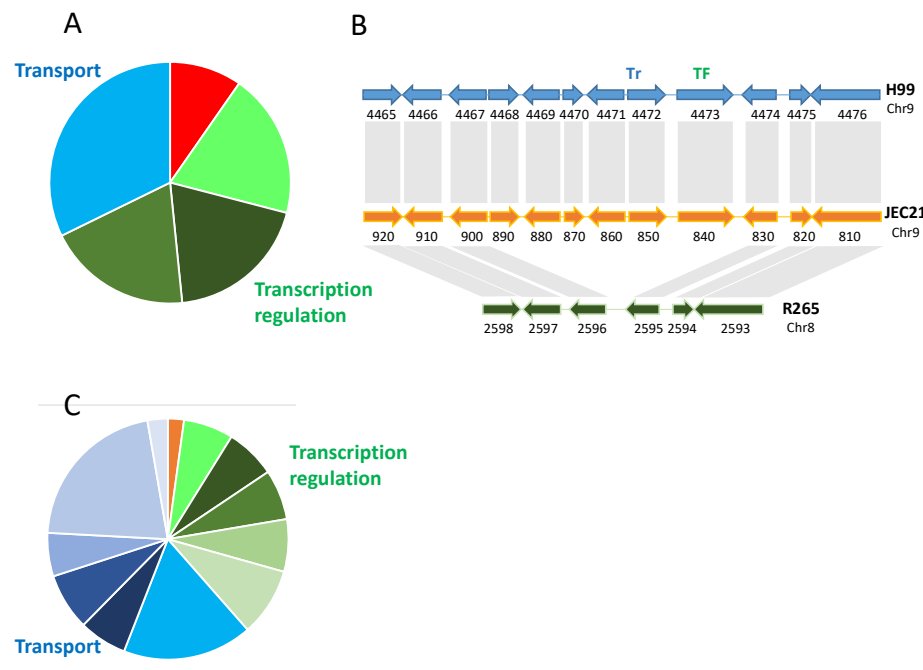 A
B
Transport
Transcription
regulation
Tr
TF
H99
Chr9
4465 4466 4467 4468 4469 4470 4471 4472 4473 4474 4475 4476
JEC21
Chr9
920 910 900 890 880 870 860 850 840 830 820 810
R265
Chr8
2598 2597 2596 2595 2594 2593
C
Transcription
regulation
Transport